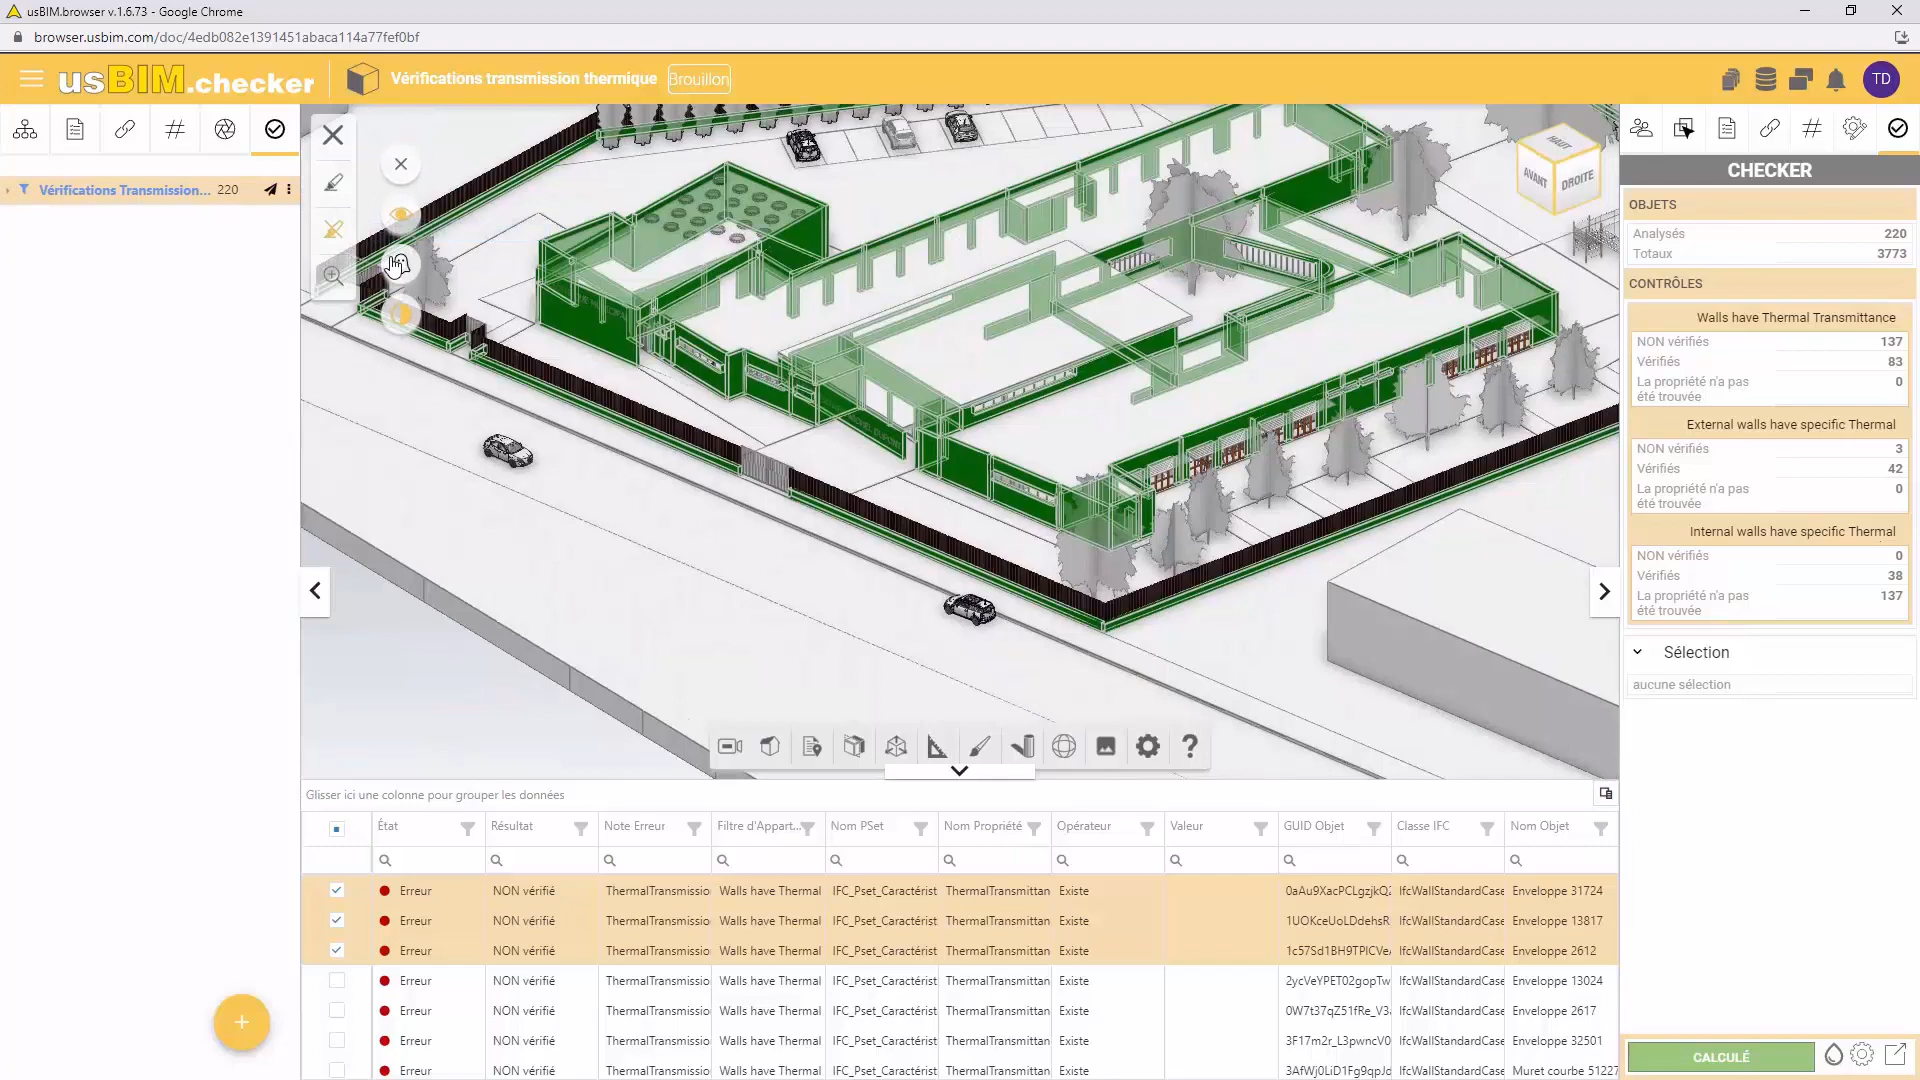 usBIM.browser v.1.6.73 - Google Chrome
browser.usbim.com/doc/4edb082e1391451abaca114a77fef0bf
usBIM.checker
Vérifications transmission thermique
Brouillon
TD
Vérifications Transmission... 220
HAUT
AVANT
DROITE
CHECKER
OBJETS
Analysés 220
Totaux 3773
CONTRÔLES
Walls have Thermal Transmittance
NON vérifiés 137
Vérifiés 83
La propriété n'a pas 0
été trouvée
External walls have specific Thermal
NON vérifiés 3
Vérifiés 42
La propriété n'a pas 0
été trouvée
Internal walls have specific Thermal
NON vérifiés 0
Vérifiés 38
La propriété n'a pas 137
été trouvée
Sélection
aucune sélection
Glisser ici une colonne pour grouper les données
État Résultat Note Erreur Filtre d'Appart... Nom PSet Nom Propriété Opérateur Valeur GUID Objet Classe IFC Nom Objet
Erreur NON vérifié ThermalTransmissio Walls have Thermal IFC_Pset_Caractérist ThermalTransmittan Existe 0aAu9XacPCLgzjkQ2 IfcWallStandardCase Enveloppe 31724
Erreur NON vérifié ThermalTransmissio Walls have Thermal IFC_Pset_Caractérist ThermalTransmittan Existe 1UOKceUoLDdehsR IfcWallStandardCase Enveloppe 13817
Erreur NON vérifié ThermalTransmissio Walls have Thermal IFC_Pset_Caractérist ThermalTransmittan Existe 1c57Sd1BH9TPICVe IfcWallStandardCase Enveloppe 2612
Erreur NON vérifié ThermalTransmissio Walls have Thermal IFC_Pset_Caractérist ThermalTransmittan Existe 2ycVeYPET02gopTw IfcWallStandardCase Enveloppe 13024
Erreur NON vérifié ThermalTransmissio Walls have Thermal IFC_Pset_Caractérist ThermalTransmittan Existe 0W7t37qZ51fRe_V3 IfcWallStandardCase Enveloppe 2617
Erreur NON vérifié ThermalTransmissio Walls have Thermal IFC_Pset_Caractérist ThermalTransmittan Existe 3F17m2r_L3pwncV0 IfcWallStandardCase Enveloppe 32501
Erreur NON vérifié ThermalTransmissio Walls have Thermal IFC_Pset_Caractérist ThermalTransmittan Existe 3AfWj0LiD1Fg9qpJd IfcWallStandardCase Muret courbe 51227
CALCULÉ